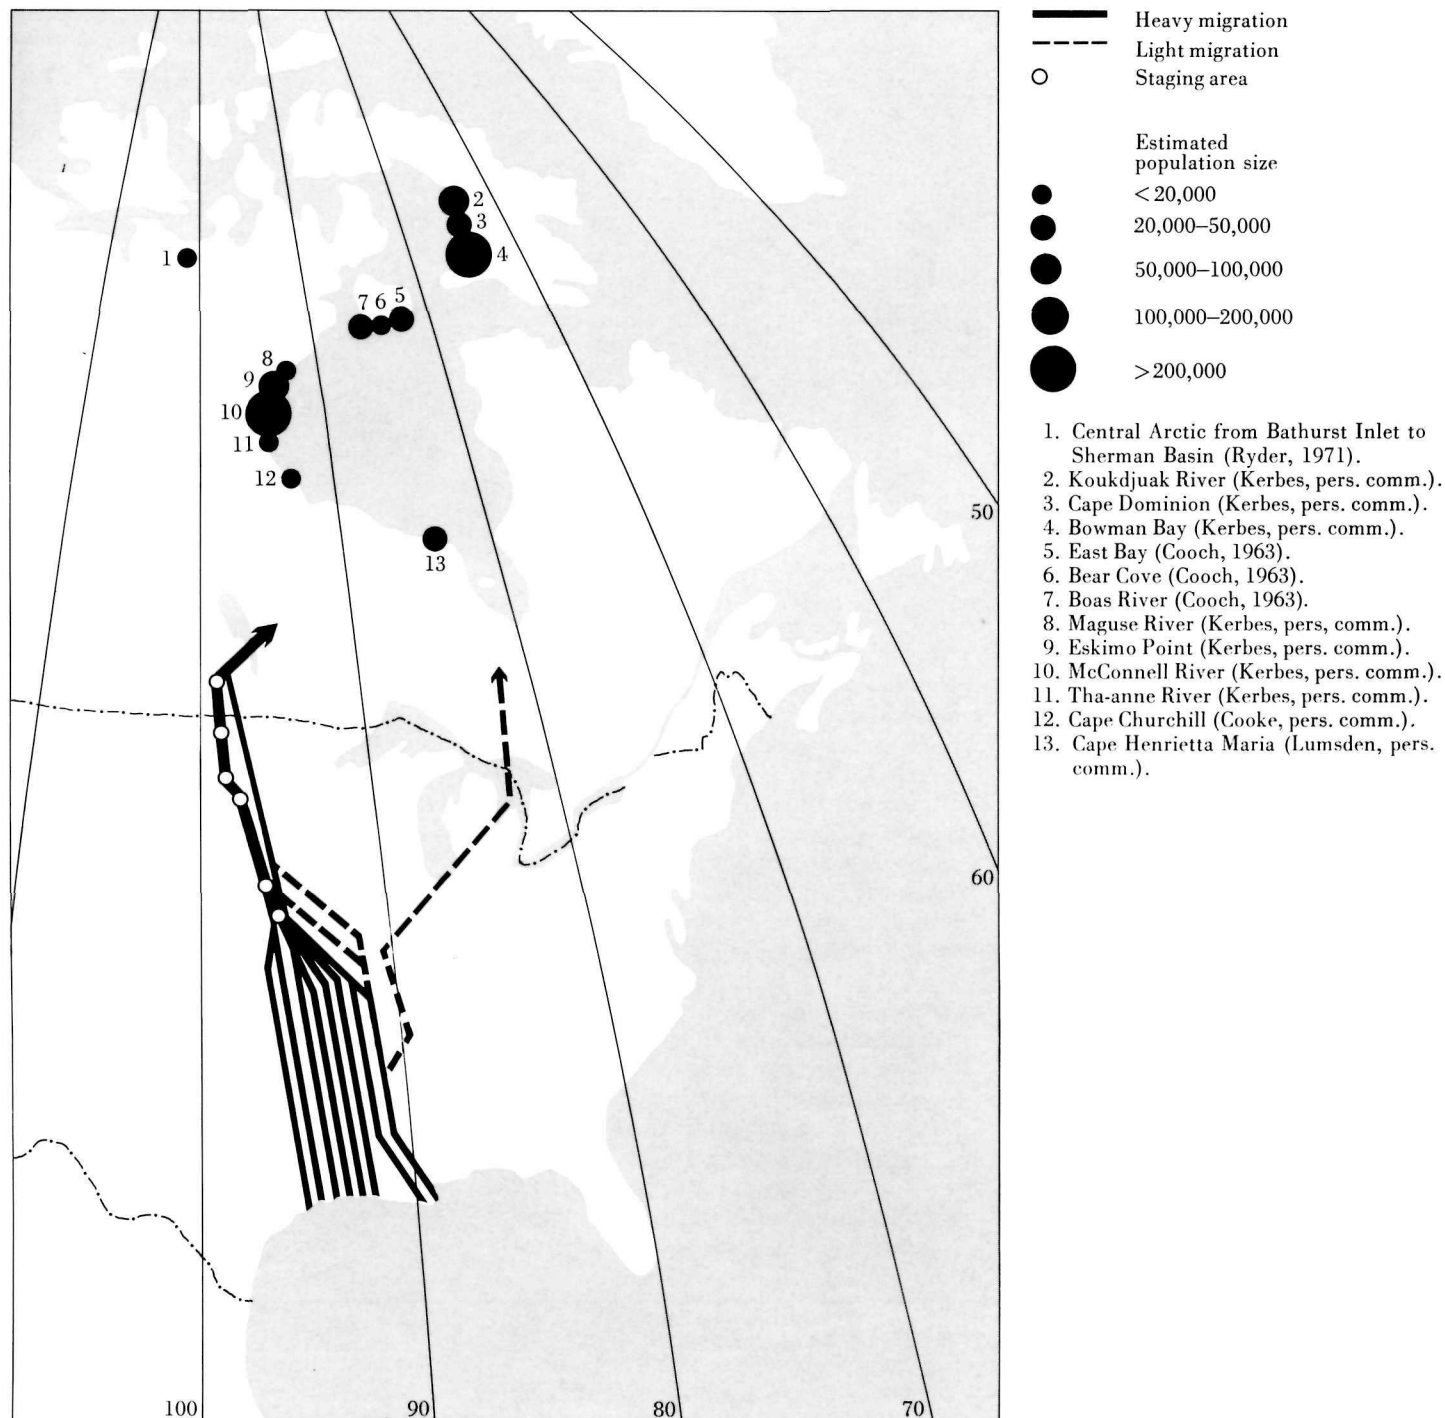 Heavy migration
Light migration
Staging area
Estimated
population size
<20,000
20,000–50,000
50,000–100,000
100,000–200,000
>200,000
1. Central Arctic from Bathurst Inlet to
Sherman Basin (Ryder, 1971).
2. Koukdjuak River (Kerbes, pers. comm.).
3. Cape Dominion (Kerbes, pers. comm.).
4. Bowman Bay (Kerbes, pers. comm.).
5. East Bay (Cooch, 1963).
6. Bear Cove (Cooch, 1963).
7. Boas River (Cooch, 1963).
8. Maguse River (Kerbes, pers, comm.).
9. Eskimo Point (Kerbes, pers. comm.).
10. McConnell River (Kerbes, pers. comm.).
11. Tha-anne River (Kerbes, pers. comm.).
12. Cape Churchill (Cooke, pers. comm.).
13. Cape Henrietta Maria (Lumsden, pers.
comm.).
2
3
1
4
7 6 5
8
9
10
11
12
13
50
60
100
90
80
70